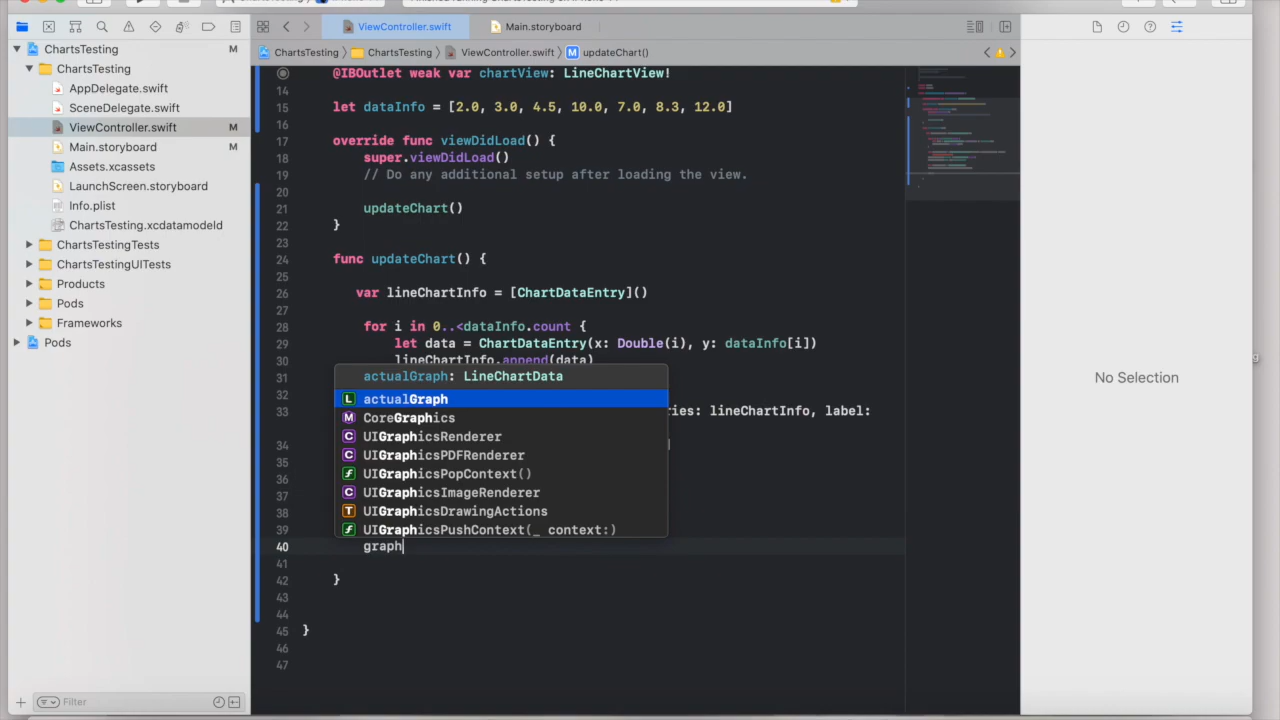 ViewController.swift
Main.storyboard
ChartsTesting
ChartsTesting
ViewController.swift
M
updateChart()
ChartsTesting M
ChartsTesting
AppDelegate.swift
SceneDelegate.swift
ViewController.swift M
Main.storyboard M
Assets.xcassets
LaunchScreen.storyboard
Info.plist
ChartsTesting.xcdatamodeld
ChartsTestingTests
ChartsTestingUITests
Products
Pods
Frameworks
Pods
Filter
@IBOutlet weak var chartView: LineChartView!
14
15 let dataInfo = [2.0, 3.0, 4.5, 10.0, 7.0, 8.3, 12.0]
16
17 override func viewDidLoad() {
18 super.viewDidLoad()
19 // Do any additional setup after loading the view.
20
21 updateChart()
22 }
23
24 func updateChart() {
25
26 var lineChartInfo = [ChartDataEntry]()
27
28 for i in 0..<dataInfo.count {
29 let data = ChartDataEntry(x: Double(i), y: dataInfo[i])
30 lineChartInfo.append(data)
31
32
33 ries: lineChartInfo, label:
34
35
36
37
38
39
40 graph
41
42 }
43
44
45 }
46
47
actualGraph: LineChartData
L actualGraph
M CoreGraphics
C UIGraphicsRenderer
C UIGraphicsPDFRenderer
f UIGraphicsPopContext()
C UIGraphicsImageRenderer
T UIGraphicsDrawingActions
f UIGraphicsPushContext(_ context:)
No Selection